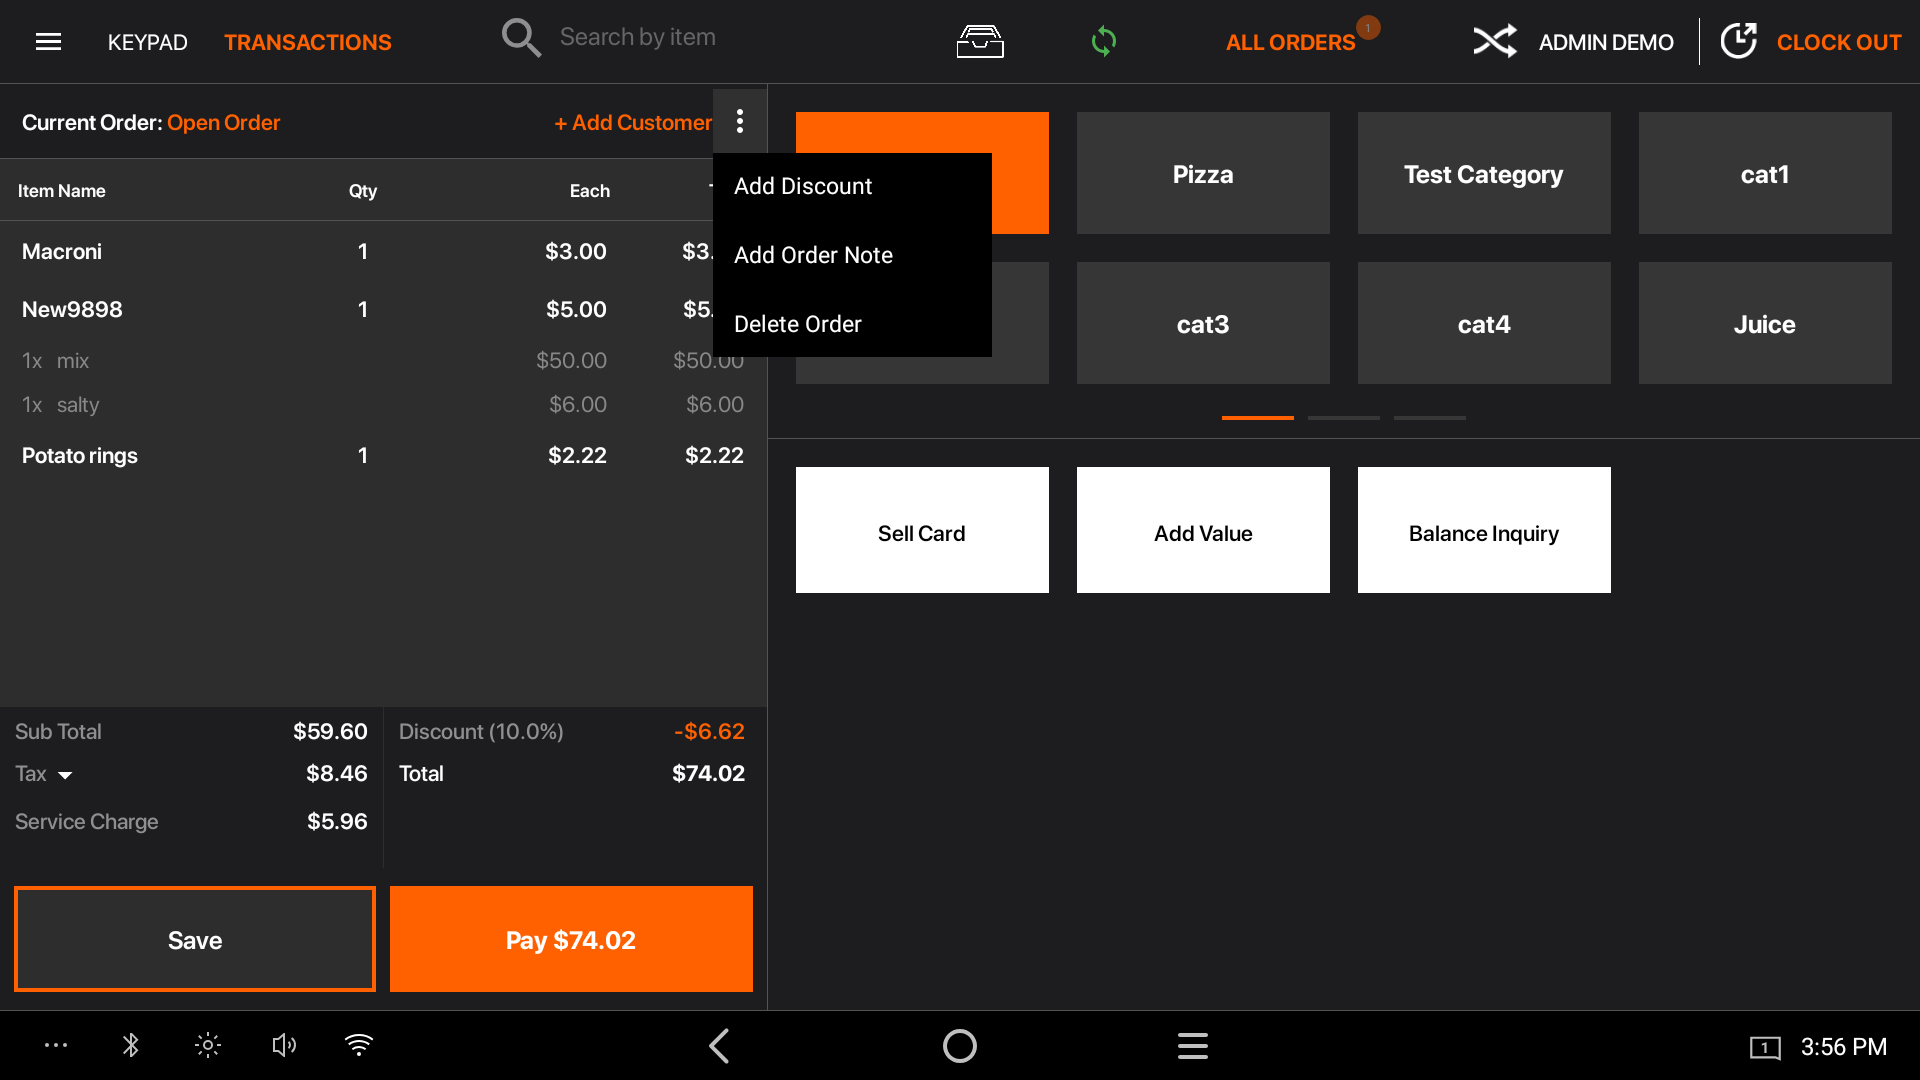 KEYPAD TRANSACTIONS Search by item ALL ORDERS 1 ADMIN DEMO CLOCK OUT
Current Order: Open Order + Add Customer
Item Name Qty Each
Macroni 1 $3.00 $3.
New9898 1 $5.00 $5.
1x mix $50.00 $50.00
1x salty $6.00 $6.00
Potato rings 1 $2.22 $2.22
Add Discount
Add Order Note
Delete Order
Pizza Test Category cat1
cat3 cat4 Juice
Sell Card Add Value Balance Inquiry
Sub Total $59.60 Discount (10.0%) -$6.62
Tax $8.46 Total $74.02
Service Charge $5.96
Save Pay $74.02
1 3:56 PM